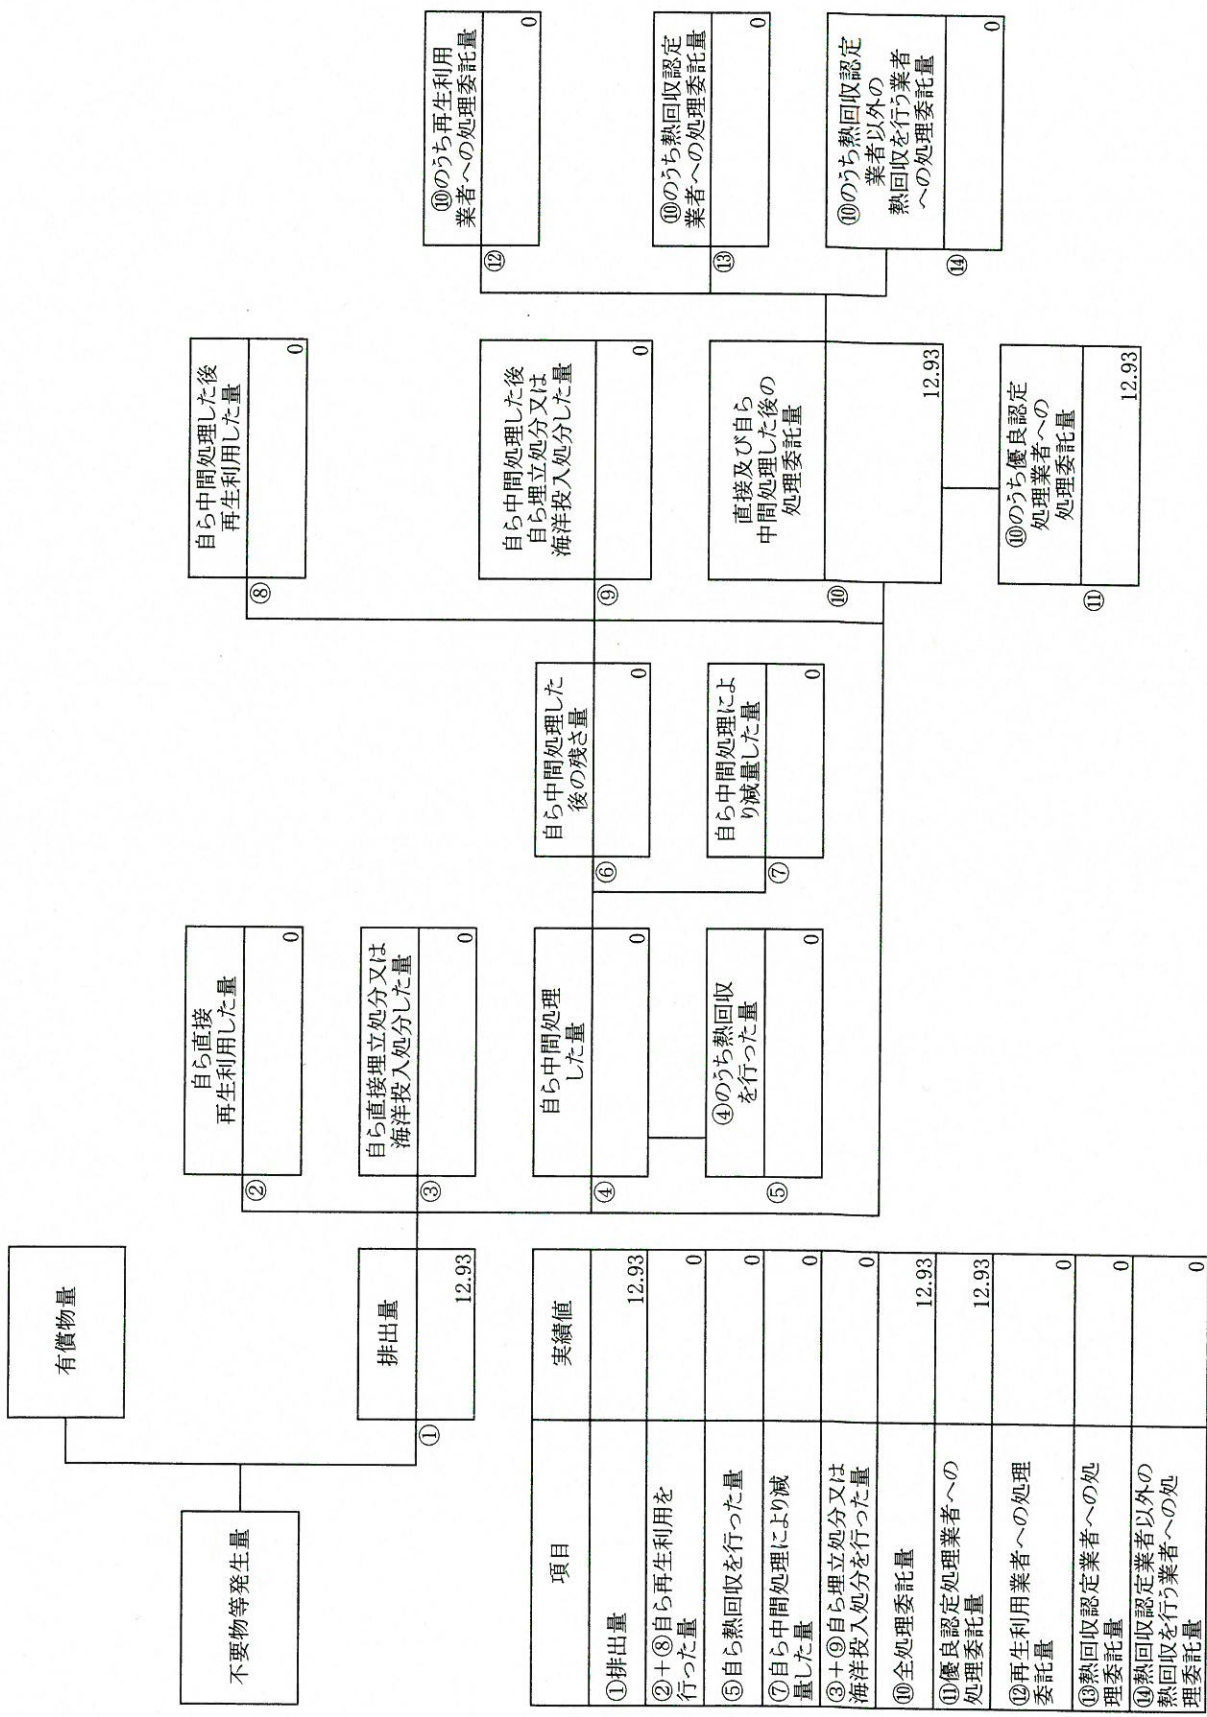 有償物量
不要物等発生量
①
排出量
12.93
②
自ら直接
再生利用した量
0
③
自ら直接埋立処分又は
海洋投入処分した量
0
④
自ら中間処理
した量
0
⑤
④のうち熱回収
を行った量
0
⑥
自ら中間処理した
後の残さ量
0
⑦
自ら中間処理によ
り減量した量
0
⑧
自ら中間処理した後
再生利用した量
0
⑨
自ら中間処理した後
自ら埋立処分又は
海洋投入処分した量
0
⑩
直接及び自ら
中間処理した後の
処理委託量
12.93
⑪
⑩のうち優良認定
処理業者への
処理委託量
12.93
⑫
⑩のうち再生利用
業者への処理委託量
0
⑬
⑩のうち熱回収認定
業者への処理委託量
0
⑭
⑩のうち熱回収認定
業者以外の
熱回収を行う業者
への処理委託量
0
項目 実績値
①排出量 12.93
②+⑧自ら再生利用を
行った量 0
⑤自ら熱回収を行った量 0
⑦自ら中間処理により減
量した量 0
③+⑨自ら埋立処分又は
海洋投入処分を行った量 0
⑩全処理委託量 12.93
⑪優良認定処理業者への
処理委託量 12.93
⑫再生利用業者への処理
委託量 0
⑬熱回収認定業者への処
理委託量 0
⑭熱回収認定業者以外の
熱回収を行う業者への処
理委託量 0